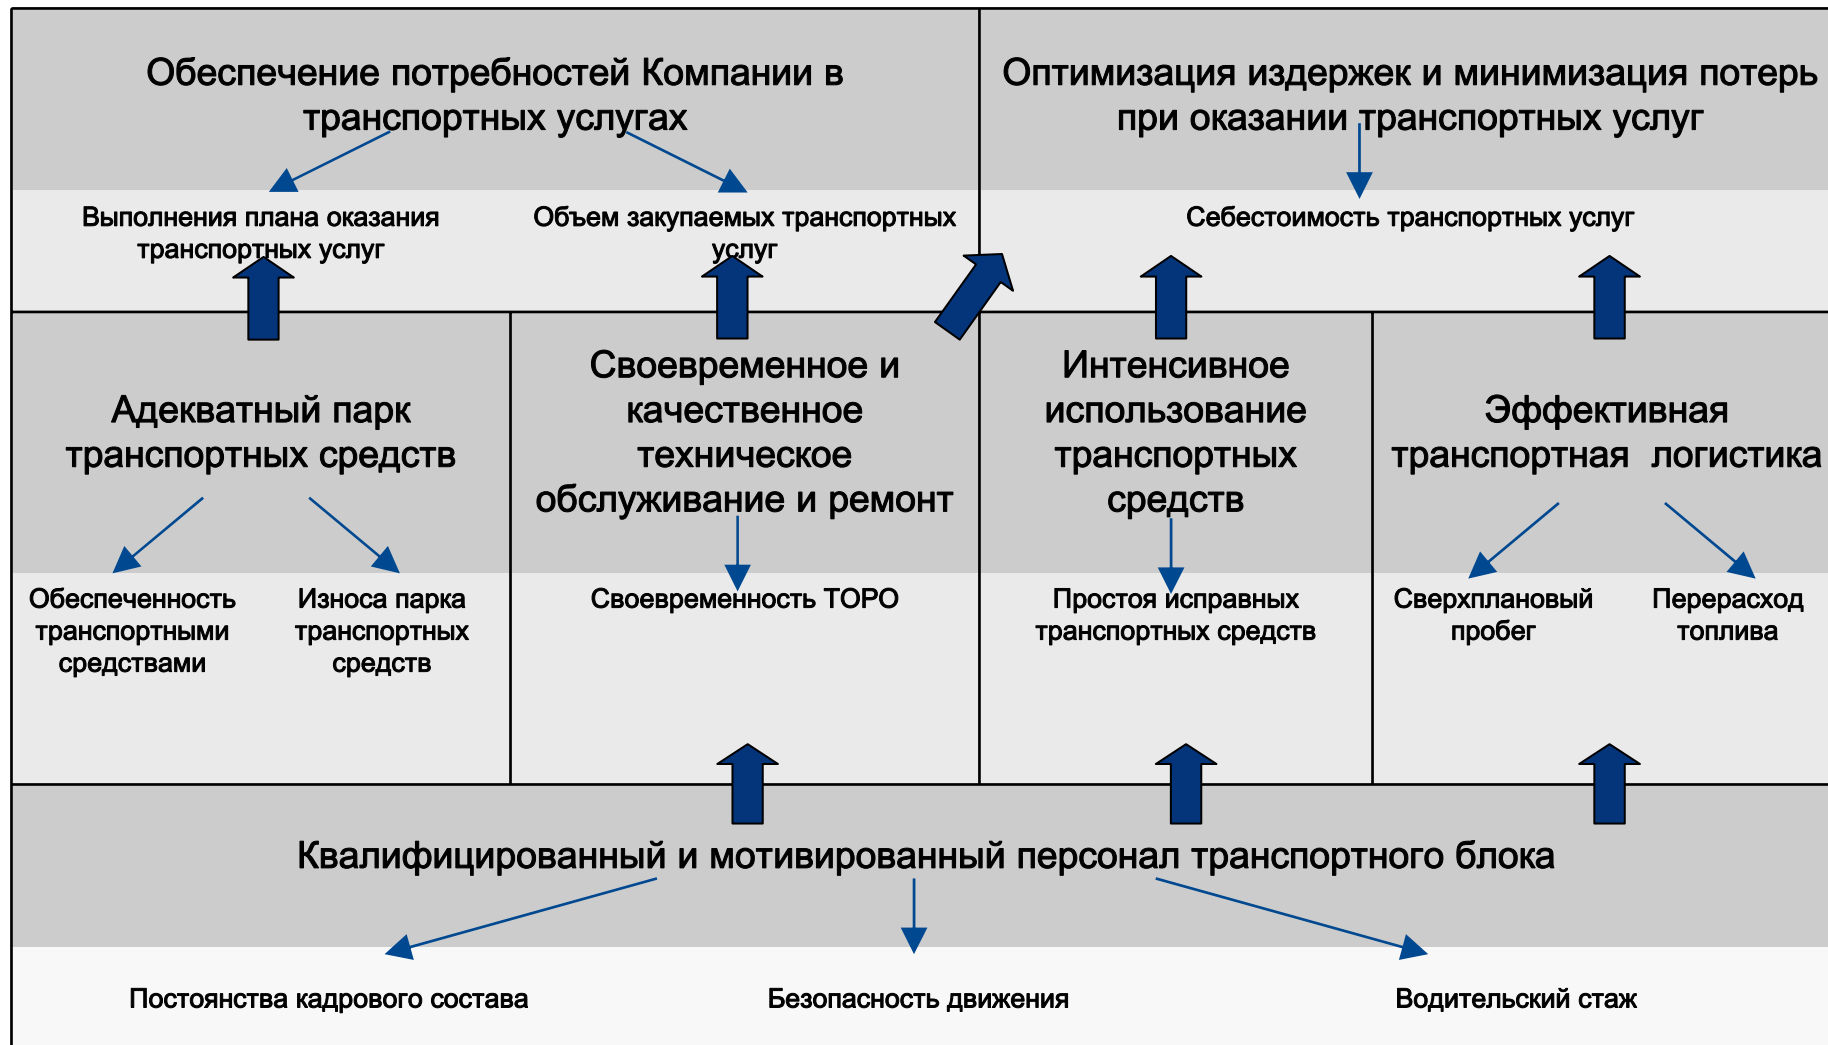 Обеспечение потребностей Компании в
транспортных услугах
Оптимизация издержек и минимизация потерь
при оказании транспортных услуг
Выполнения плана оказания
транспортных услуг
Объем закупаемых транспортных
услуг
Себестоимость транспортных услуг
Адекватный парк
транспортных средств
Своевременное и
качественное
техническое
обслуживание и ремонт
Интенсивное
использование
транспортных
средств
Эффективная
транспортная логистика
Обеспеченность
транспортными
средствами
Износа парка
транспортных
средств
Своевременность ТОРО
Простоя исправных
транспортных средств
Сверхплановый
пробег
Перерасход
топлива
Квалифицированный и мотивированный персонал транспортного блока
Постоянства кадрового состава
Безопасность движения
Водительский стаж